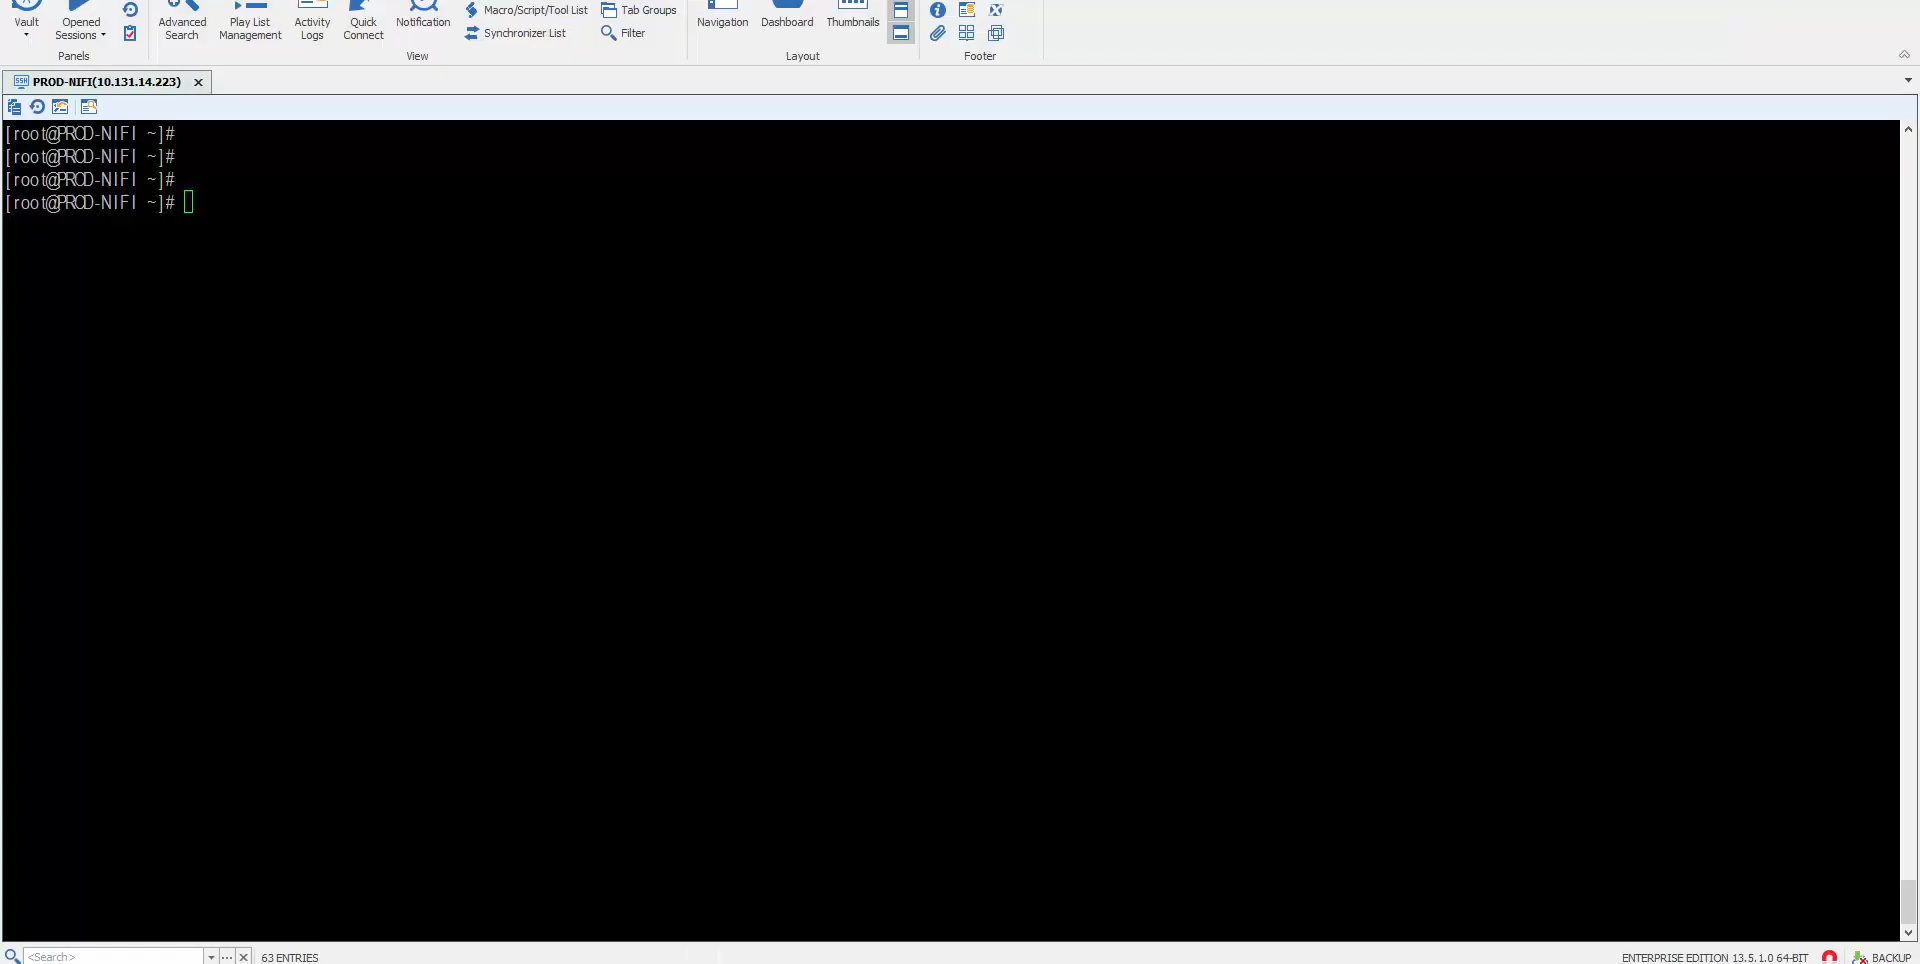 Macro/Script/Tool List Tab Groups
Vault Opened Sessions Advanced Search Play List Management Activity Logs Quick Connect Notification Synchronizer List Filter Navigation Dashboard Thumbnails
Panels View Layout Footer
SSH PROD-NIFI(10.131.14.223)
[root@PROD-NIFI ~]#
[root@PROD-NIFI ~]#
[root@PROD-NIFI ~]#
[root@PROD-NIFI ~]#
<Search> 63 ENTRIES ENTERPRISE EDITION 13.5.1.0 64-BIT BACKUP